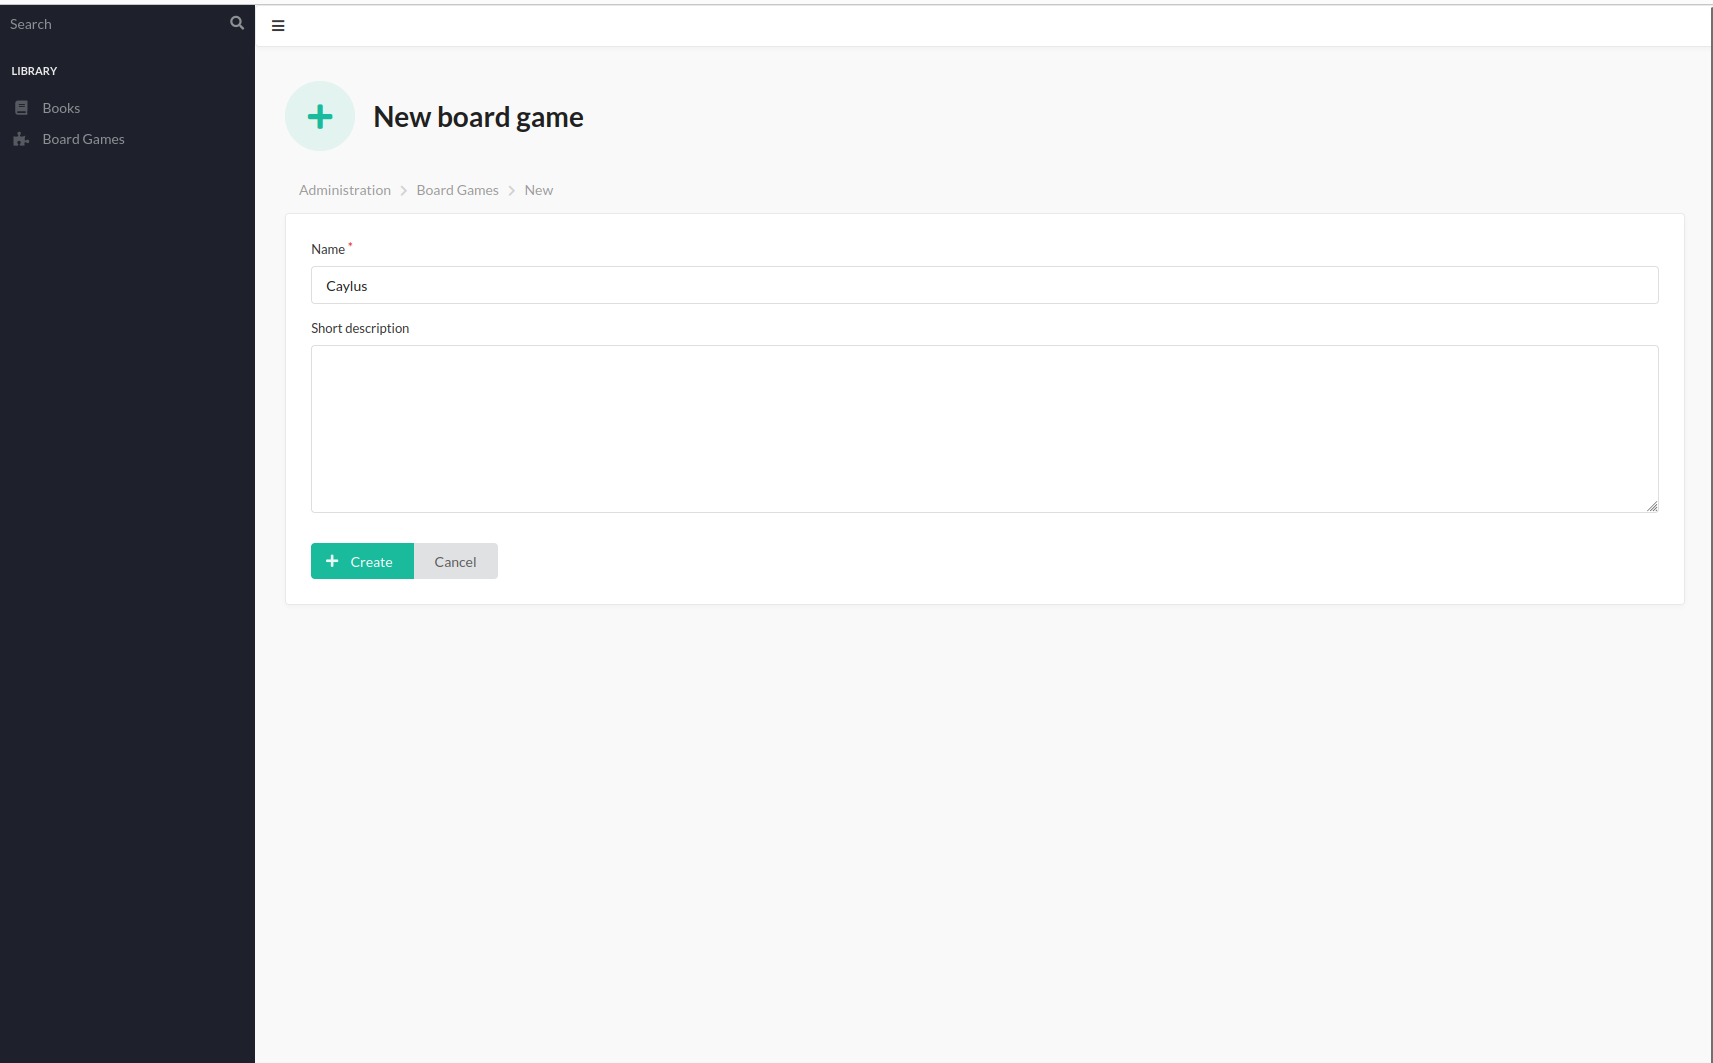 Search
LIBRARY
Books
Board Games
New board game
Administration > Board Games > New
Name *
Caylus
Short description
Create
Cancel